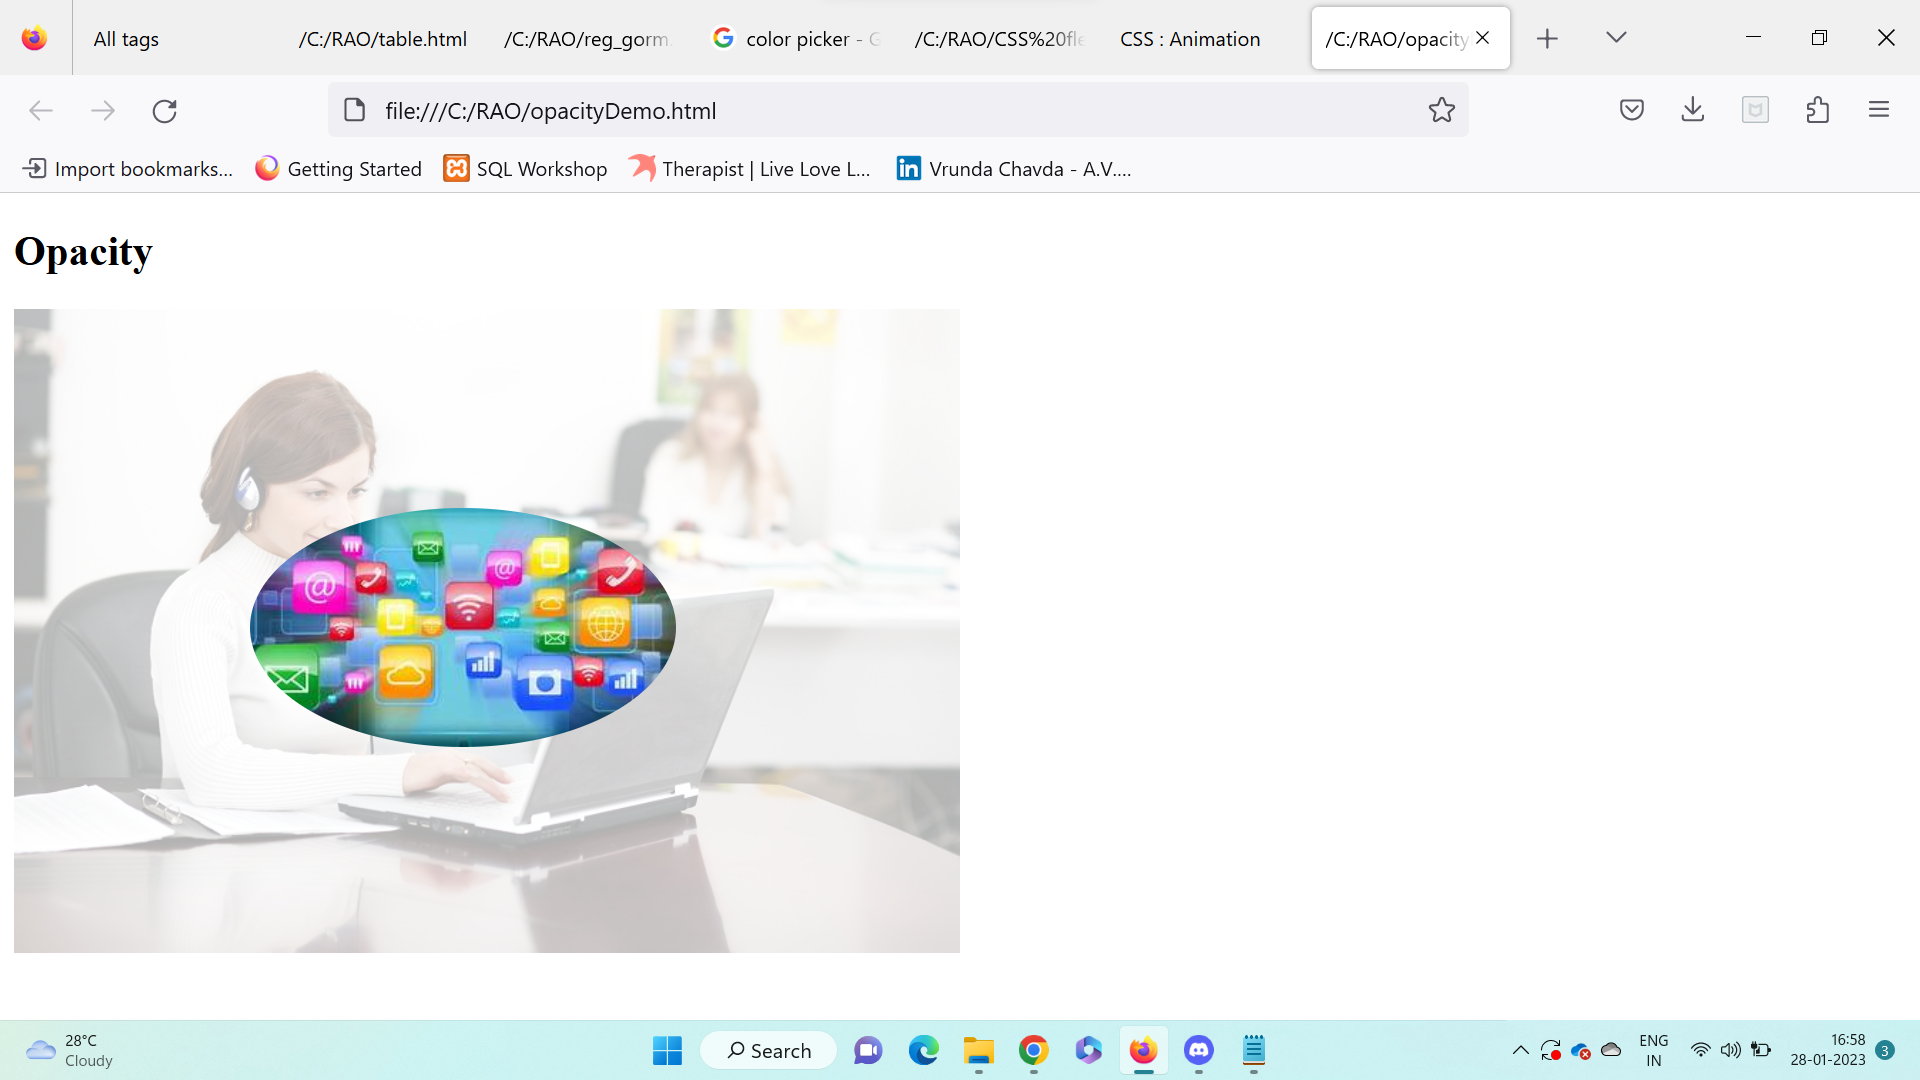 All tags
/C:/RAO/table.html
/C:/RAO/reg_gorm
color picker - G
/C:/RAO/CSS%20fle
CSS : Animation
/C:/RAO/opacity
file:///C:/RAO/opacityDemo.html
Import bookmarks...
Getting Started
SQL Workshop
Therapist | Live Love L...
Vrunda Chavda - A.V....
Opacity
28°C
Cloudy
Search
ENG
IN
16:58
28-01-2023
3